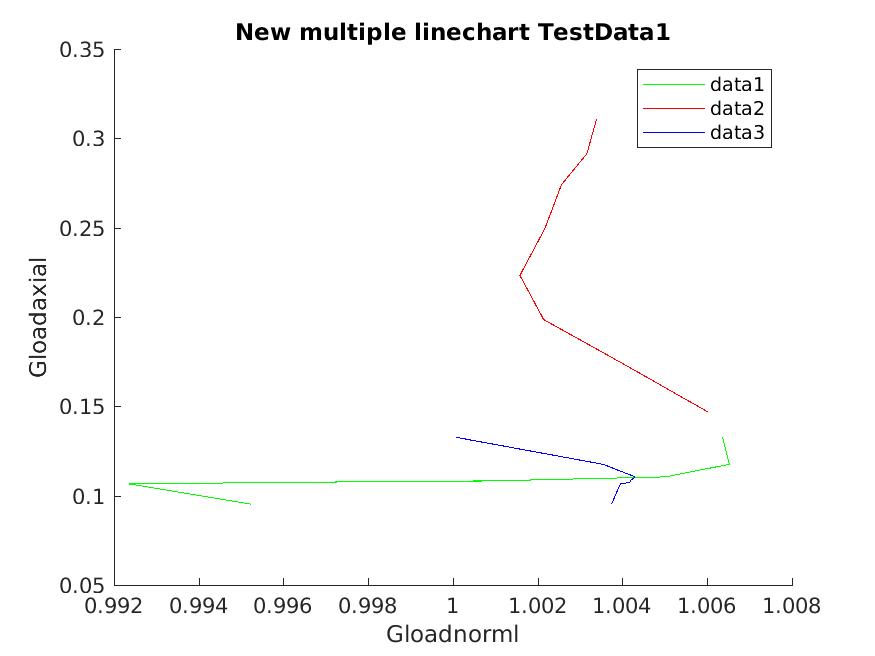 New multiple linechart TestData1
0.35
0.3
0.25
0.2
0.15
0.1
0.05
Gloadaxial
data1
data2
data3
0.992 0.994 0.996 0.998 1 1.002 1.004 1.006 1.008
Gloadnorml